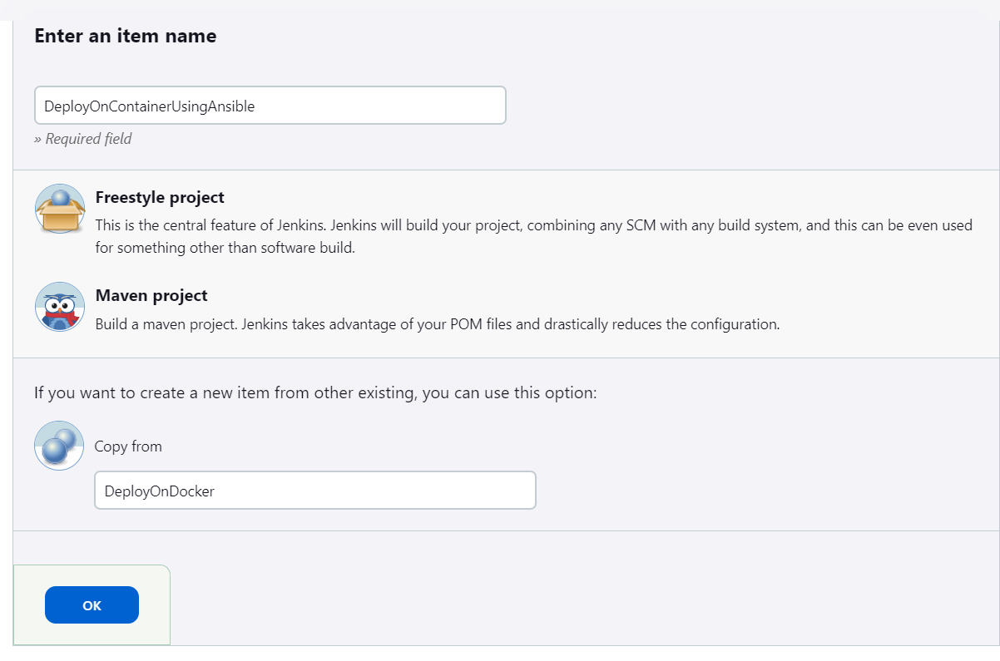 Enter an item name
DeployOnContainerUsingAnsible
» Required field
Freestyle project
This is the central feature of Jenkins. Jenkins will build your project, combining any SCM with any build system, and this can be even used
for something other than software build.
Maven project
Build a maven project. Jenkins takes advantage of your POM files and drastically reduces the configuration.
If you want to create a new item from other existing, you can use this option:
Copy from
DeployOnDocker
OK